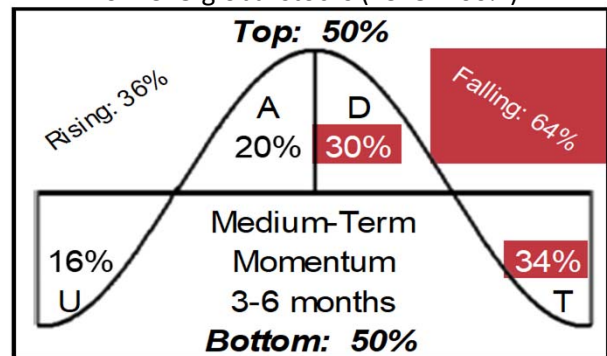 Top: 50%
Rising: 36%
Falling: 64%
A D
20% 30%
Medium-Term
16% Momentum 34%
U 3-6 months T
Bottom: 50%